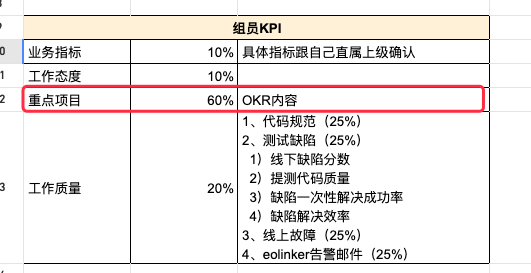 9
组员KPI
0 业务指标 10% 具体指标跟自己直属上级确认
1 工作态度 10%
2 重点项目 60% OKR内容
3 工作质量 20%
1、代码规范（25%）
2、测试缺陷（25%）
1）线下缺陷分数
2）提测代码质量
3）缺陷一次性解决成功率
4）缺陷解决效率
3、线上故障（25%）
4、eolinker告警邮件（25%）